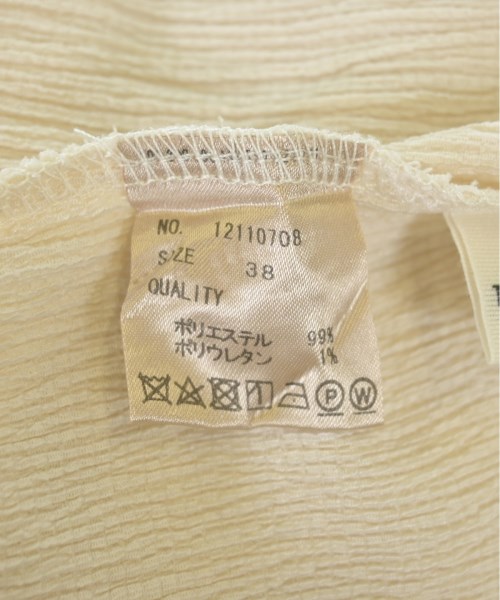 NO. 12110708
SIZE 38
QUALITY
ポリエステル 99%
ポリウレタン 1%
P W